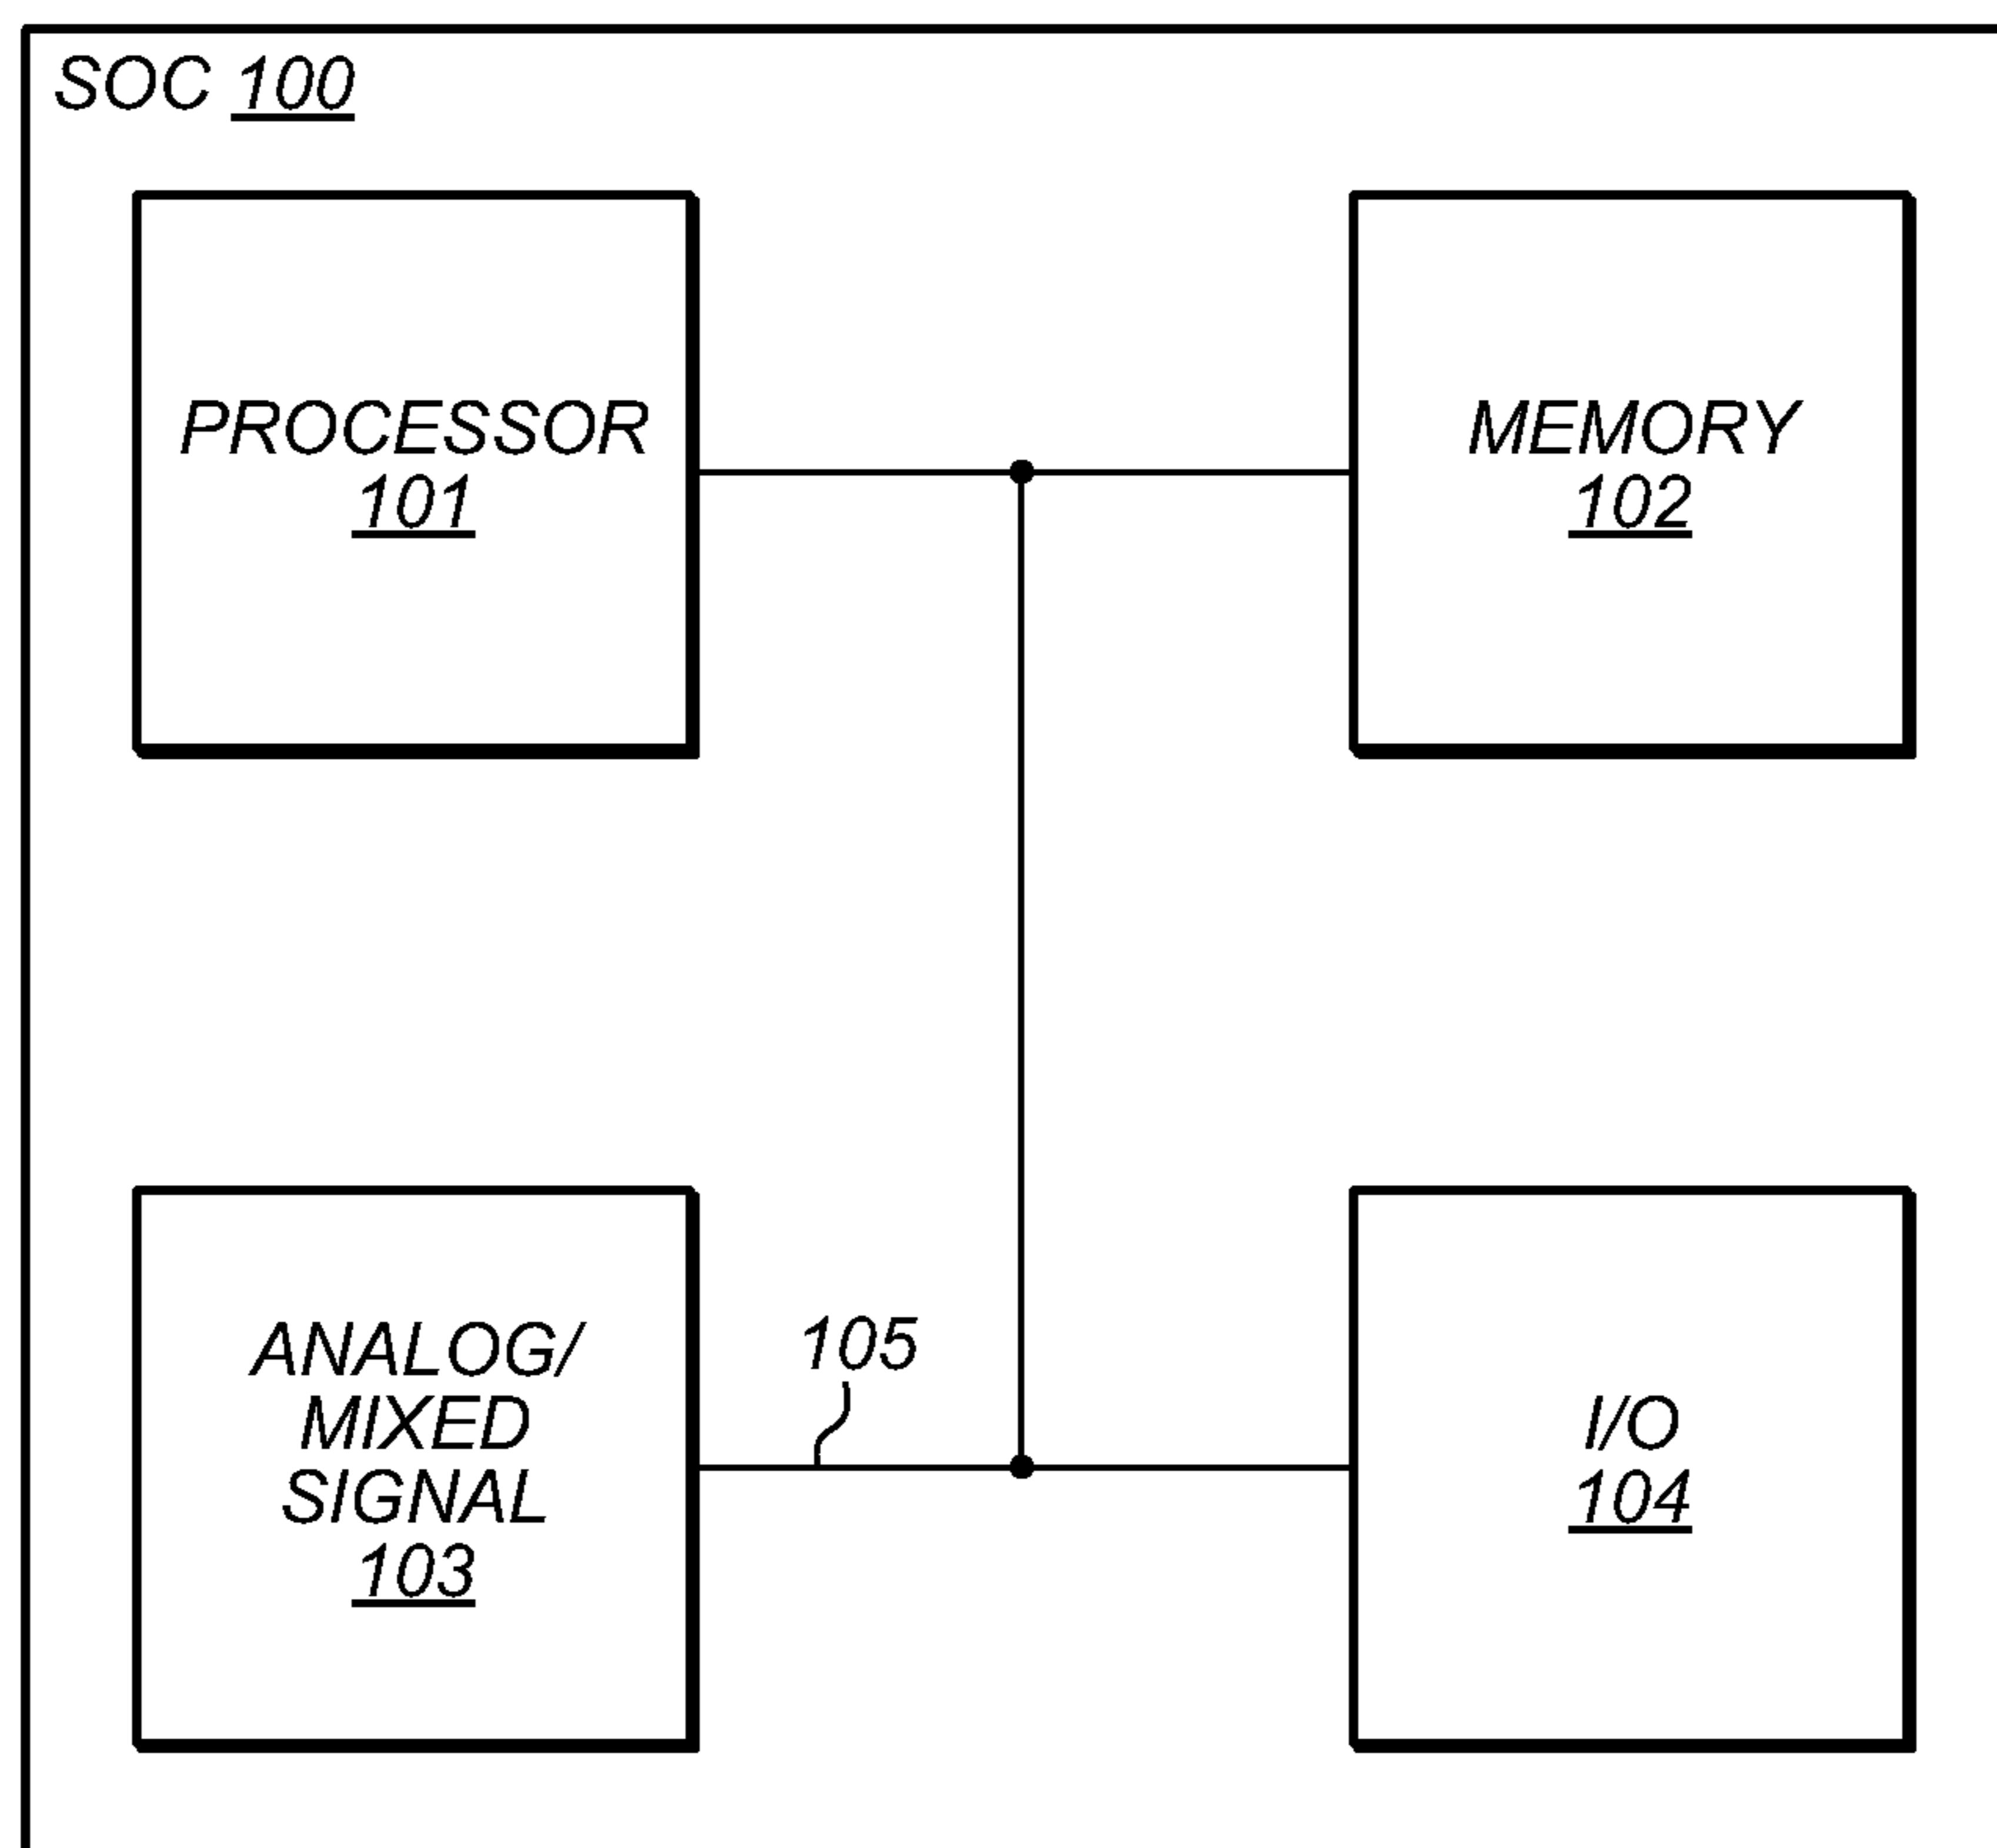 SOC 100
PROCESSOR
101
MEMORY
102
ANALOG/
MIXED
SIGNAL
103
105
I/O
104